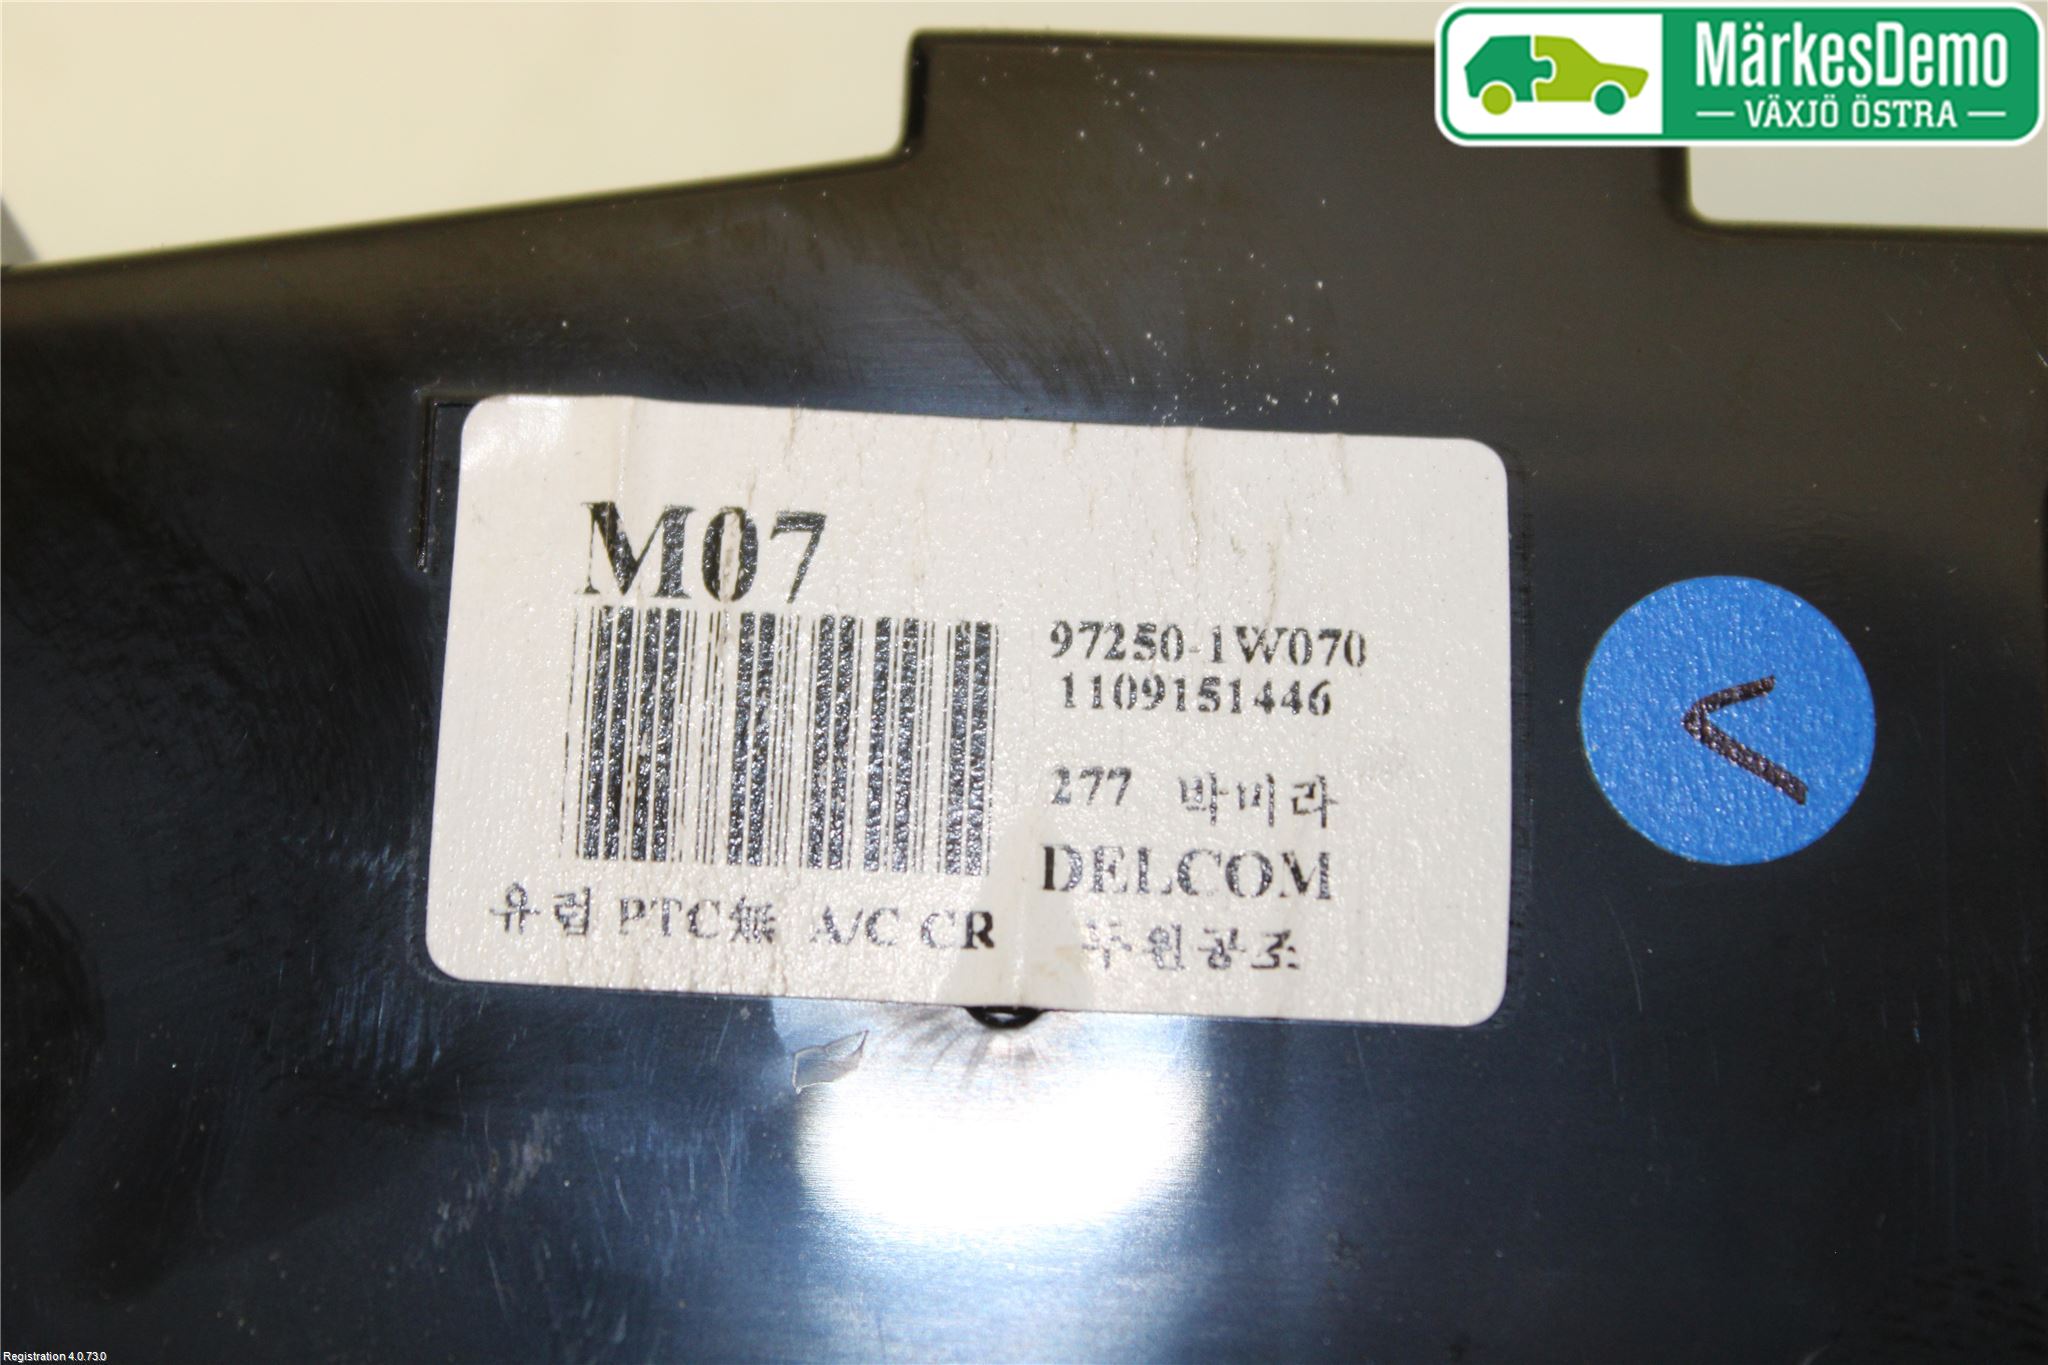 MärkesDemo
VÄXJÖ ÖSTRA
M07
97250-1W070
1109151446
277 바미라
DELCOM
유럽 PTC無 A/C CR
두원공조
Registration 4.0.73.0